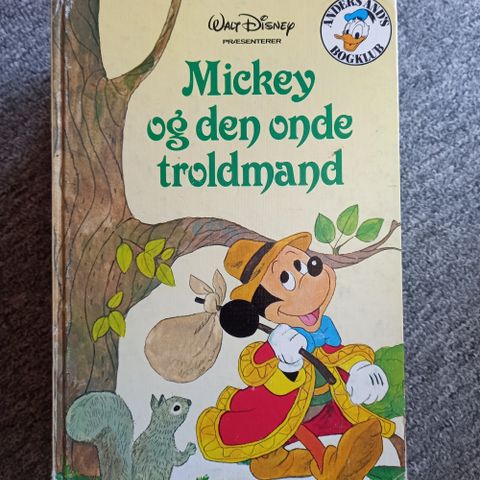 WALT DISNEY
PRÆSENTERER
ANDERS AND'S
BOGKLUB
Mickey
og den onde
troldmand